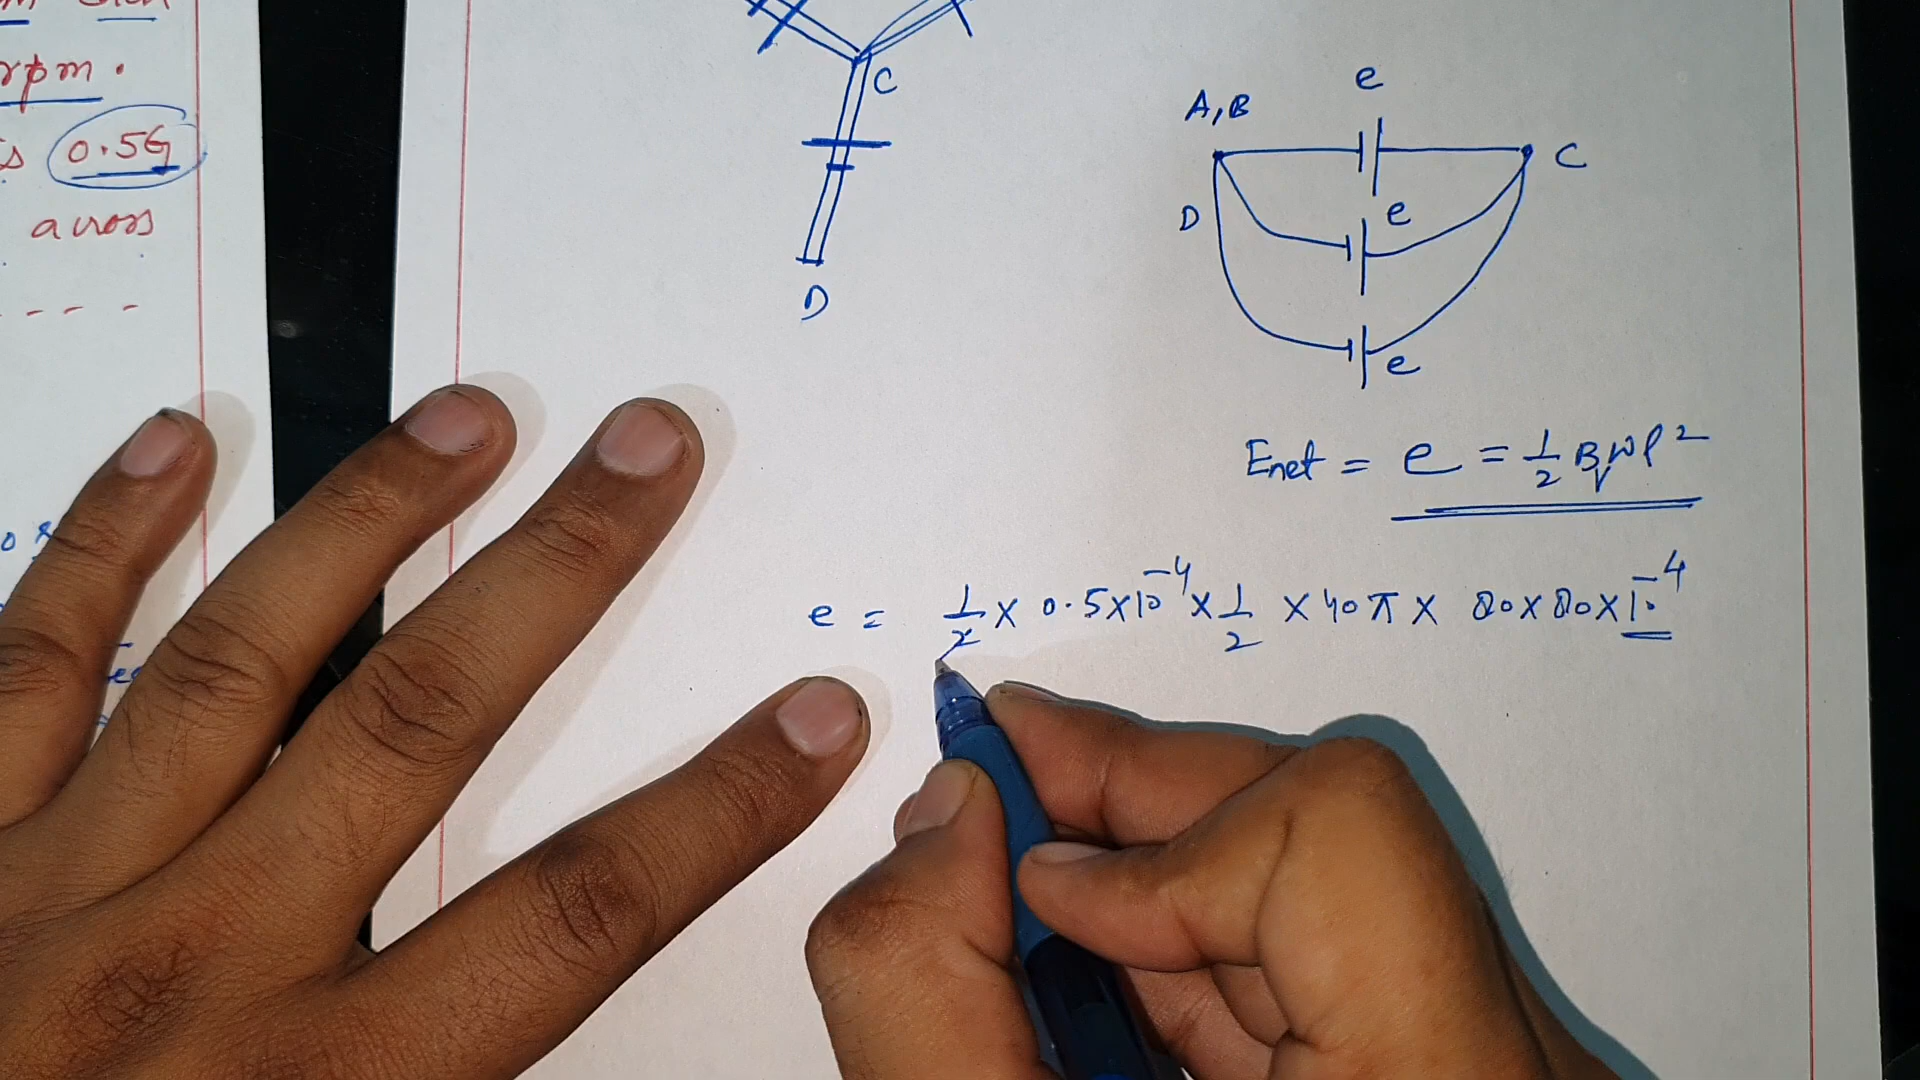 rpm.
0.5G
across
- - - -
C
D
e
A, B
C
D
e
e
Enet = e = 1/2 Bᵥwl²
e = 1/2 × 0.5×10⁻⁴ × 1/2 × 40π × 80×80×10⁻⁴